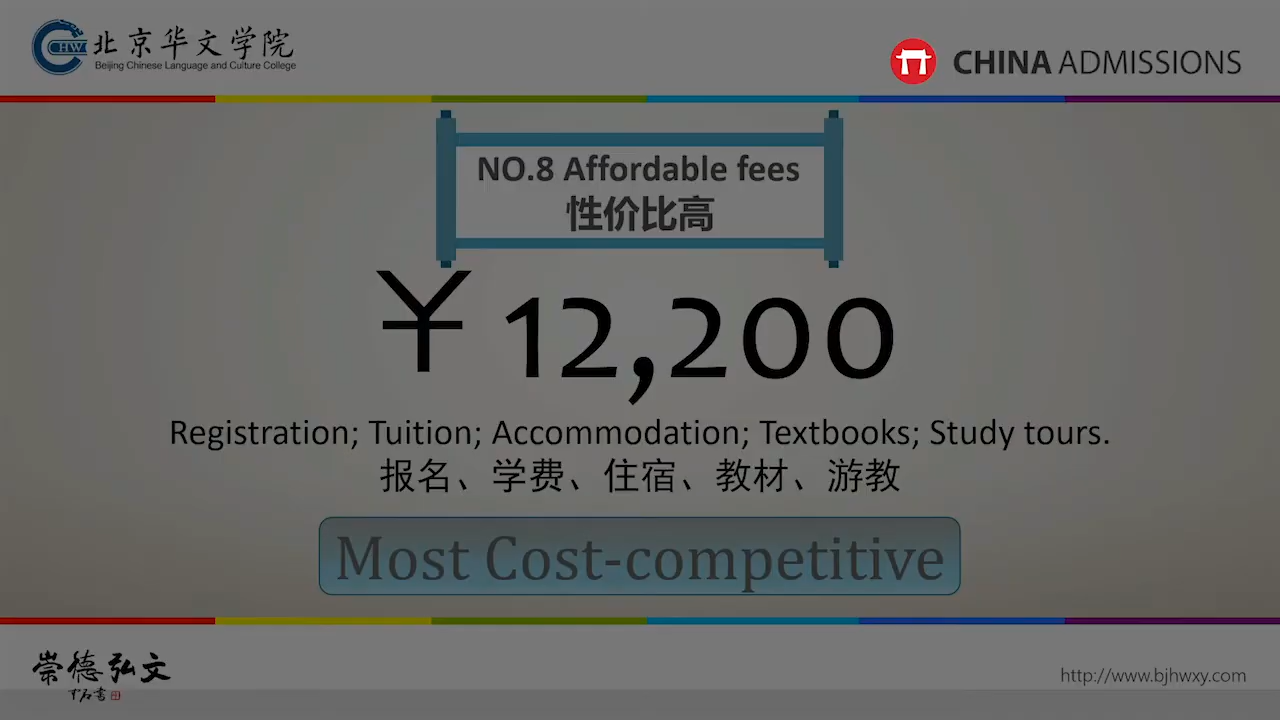 北京华文学院
Beijing Chinese Language and Culture College
CHW
CHINA ADMISSIONS
NO.8 Affordable fees
性价比高
￥12,200
Registration; Tuition; Accommodation; Textbooks; Study tours.
报名、学费、住宿、教材、游教
Most Cost-competitive
崇德弘文
http://www.bjhwxy.com